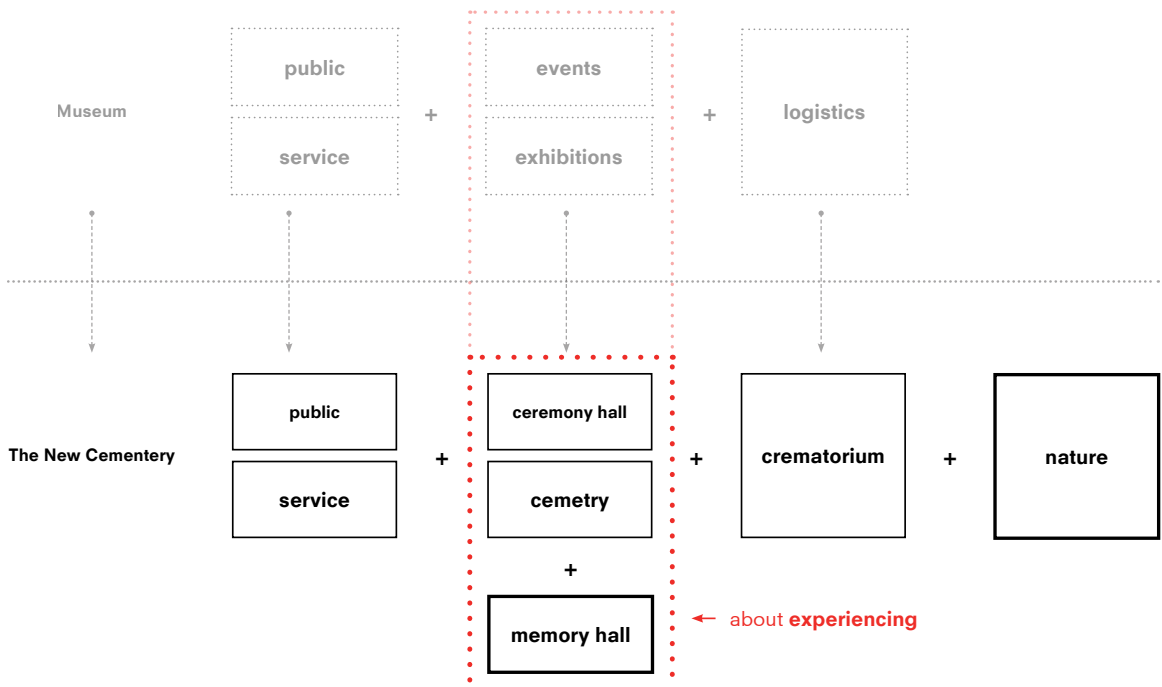 public
events
Museum
+
+
logistics
service
exhibitions
public
ceremony hall
The New Cementery
+
+
crematorium
+
nature
service
cemetry
+
memory hall
about experiencing